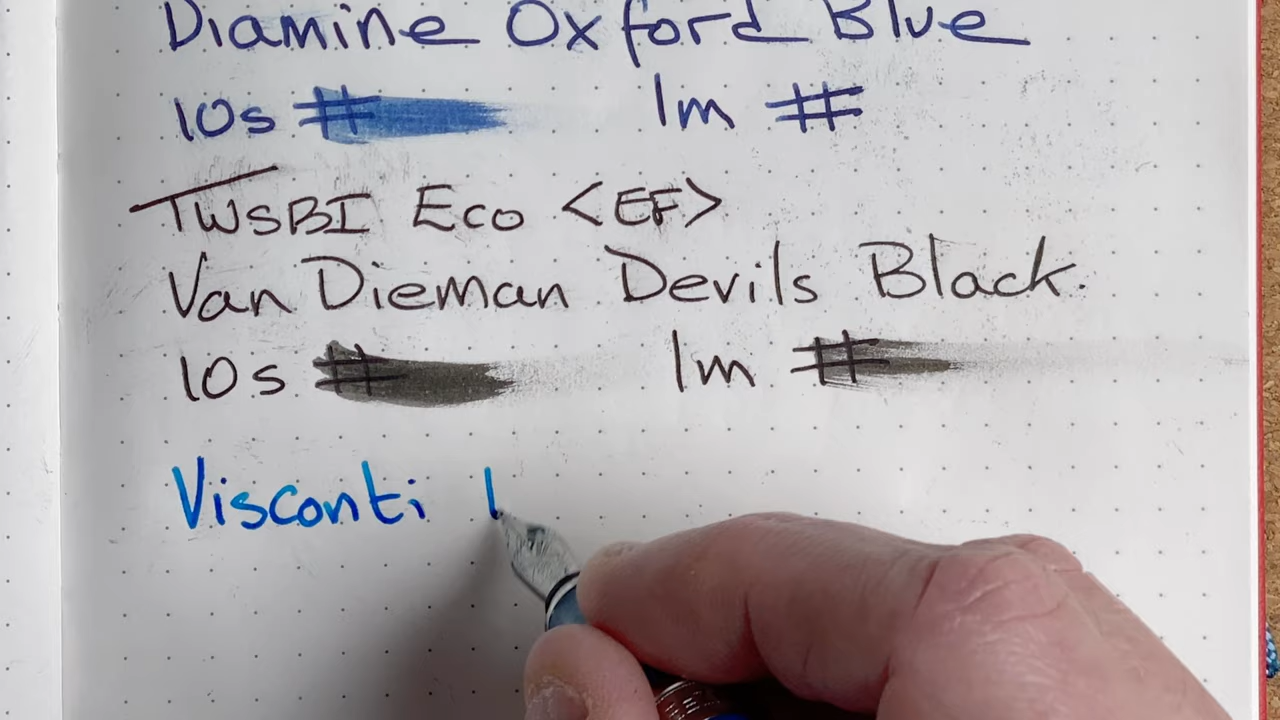 Diamine Oxford Blue
10s # 1m #
TWSBI Eco <EF>
Van Dieman Devils Black.
10s # 1m #
Visconti